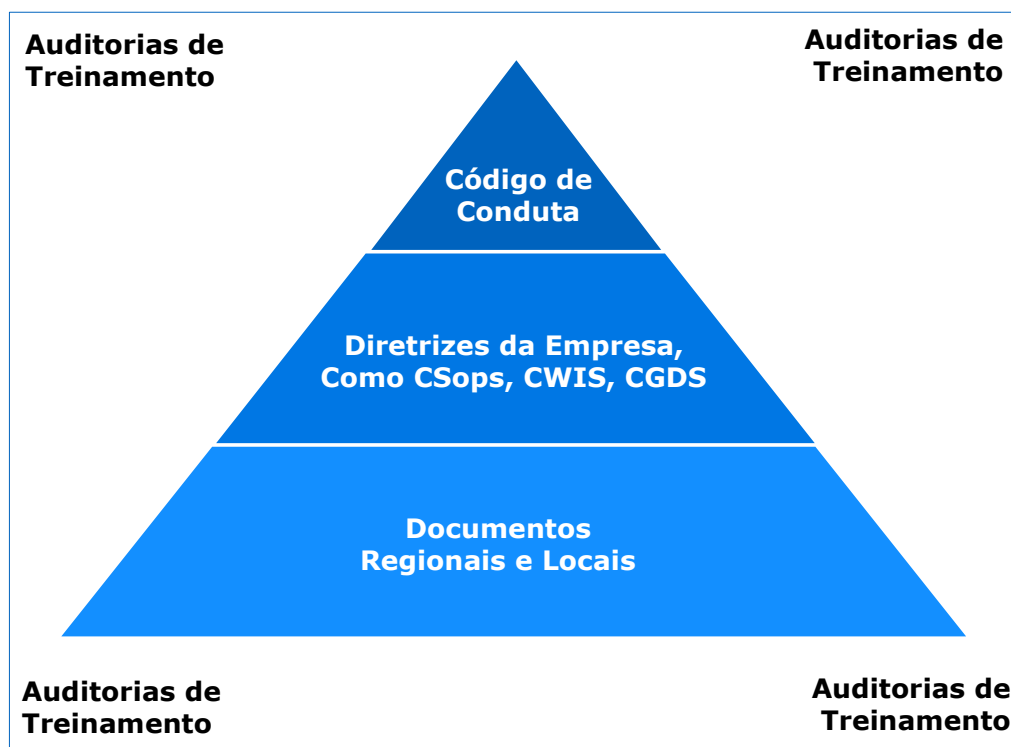 Auditorias de
Treinamento
Auditorias de
Treinamento
Código de
Conduta
Diretrizes da Empresa,
Como CSops, CWIS, CGDS
Documentos
Regionais e Locais
Auditorias de
Treinamento
Auditorias de
Treinamento